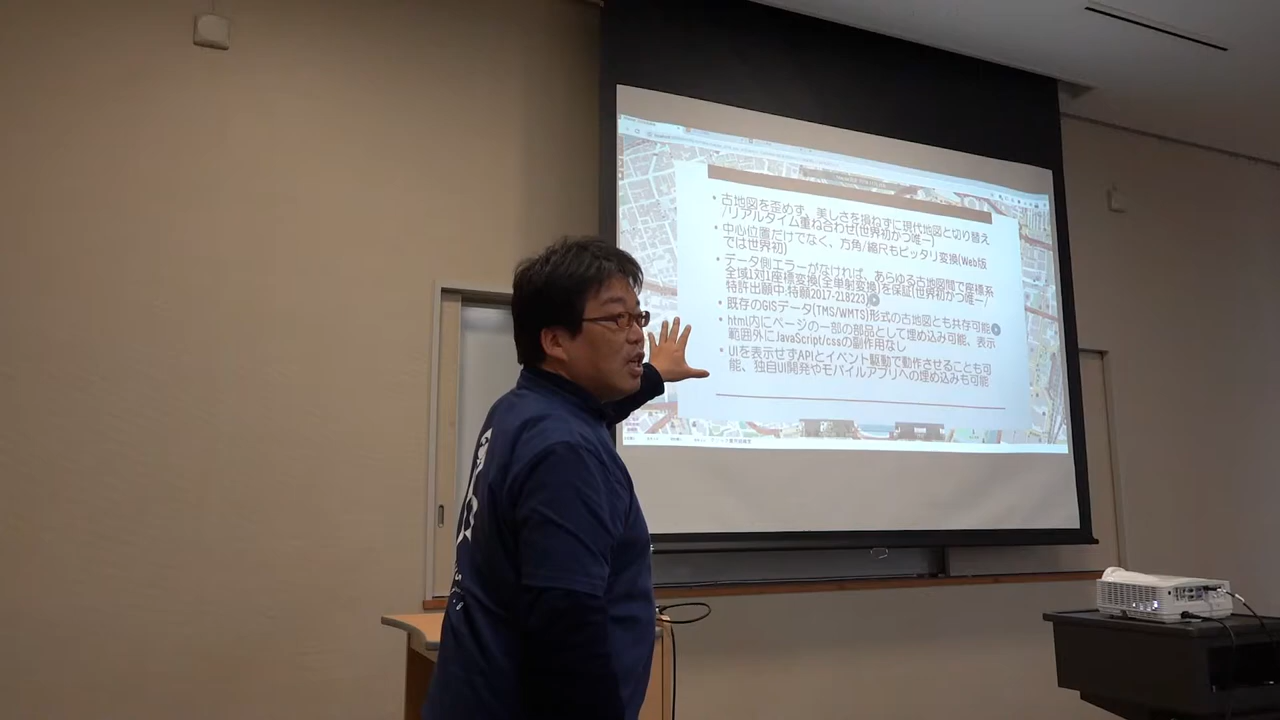 • 古地図を歪めず、美しさを損ねずに現代地図と切り替え
/リアルタイム重ね合わせ(世界初かつ唯一)
• 中心位置だけでなく、方角/縮尺もピッタリ変換(Web版
では世界初)
• データ側エラーがなければ、あらゆる古地図間で座標系
全域1対1座標変換(全単射変換)を保証(世界初かつ唯一/
特許出願中:特願2017-218223)
• 既存のGISデータ(TMS/WMTS)形式の古地図とも共存可能
• html内にページの一部の部品として埋め込み可能、表示
範囲外にJavaScript/cssの副作用なし
• UIを表示せずAPIとイベント駆動で動作させることも可
能、独自UI開発やモバイルアプリへの埋め込みも可能